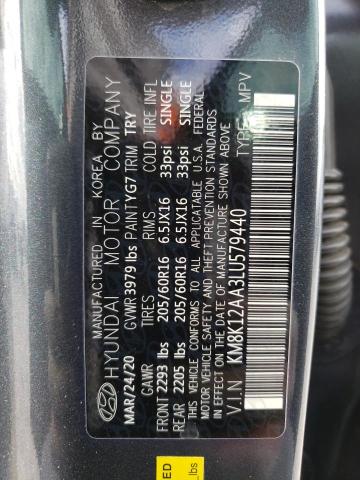 MANUFACTURED IN KOREA BY
HYUNDAI MOTOR COMPANY
MAR/24/20 GVWR 3979 lbs PAINT YG7 TRIM TRY
GAWR TIRES RIMS COLD TIRE INFL
FRONT 2293 lbs 205/60R16 6.5JX16 33psi SINGLE
REAR 2205 lbs 205/60R16 6.5JX16 33psi SINGLE
THIS VEHICLE CONFORMS TO ALL APPLICABLE U.S.A. FEDERAL
MOTOR VEHICLE SAFETY AND THEFT PREVENTION STANDARDS
IN EFFECT ON THE DATE OF MANUFACTURE SHOWN ABOVE
V.I.N KM8K12AA3LU579440 TYPE: MPV
ED
lbs